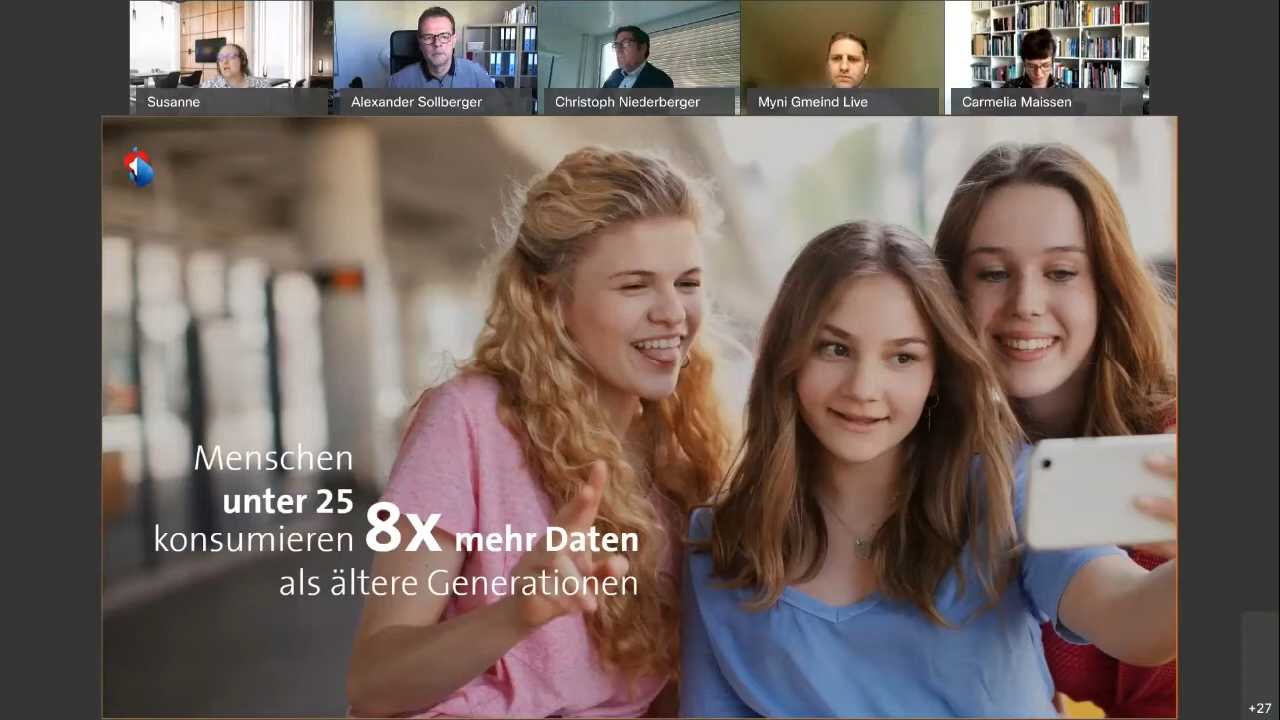 Susanne
Alexander Sollberger
Christoph Niederberger
Myni Gmeind Live
Carmelia Maissen
Menschen
unter 25
konsumieren 8x mehr Daten
als ältere Generationen
+27